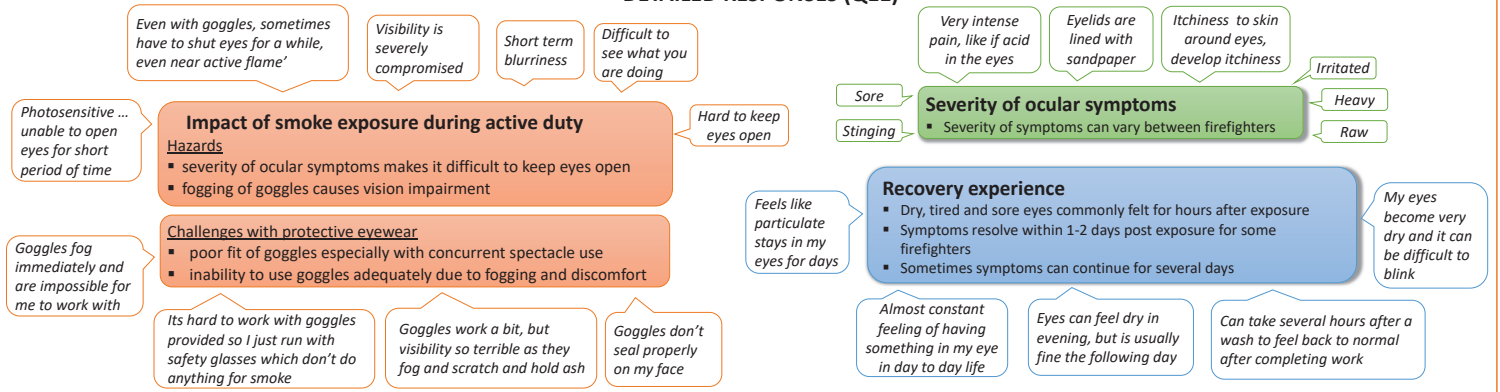 Even with goggles, sometimes
have to shut eyes for a while,
even near active flame’
Visibility is
severely
compromised
Short term
blurriness
Difficult to
see what you
are doing
Photosensitive ...
unable to open
eyes for short
period of time
Impact of smoke exposure during active duty
Hazards
▪ severity of ocular symptoms makes it difficult to keep eyes open
▪ fogging of goggles causes vision impairment
Hard to keep
eyes open
Challenges with protective eyewear
▪ poor fit of goggles especially with concurrent spectacle use
▪ inability to use goggles adequately due to fogging and discomfort
Goggles fog
immediately and
are impossible for
me to work with
Its hard to work with goggles
provided so I just run with
safety glasses which don’t do
anything for smoke
Goggles work a bit, but
visibility so terrible as they
fog and scratch and hold ash
Goggles don’t
seal properly
on my face
Very intense
pain, like if acid
in the eyes
Eyelids are
lined with
sandpaper
Itchiness to skin
around eyes,
develop itchiness
Irritated
Sore
Heavy
Stinging
Raw
Severity of ocular symptoms
▪ Severity of symptoms can vary between firefighters
Recovery experience
▪ Dry, tired and sore eyes commonly felt for hours after exposure
▪ Symptoms resolve within 1-2 days post exposure for some
firefighters
▪ Sometimes symptoms can continue for several days
Feels like
particulate
stays in my
eyes for days
My eyes
become very
dry and it can
be difficult to
blink
Almost constant
feeling of having
something in my eye
in day to day life
Eyes can feel dry in
evening, but is usually
fine the following day
Can take several hours after a
wash to feel back to normal
after completing work